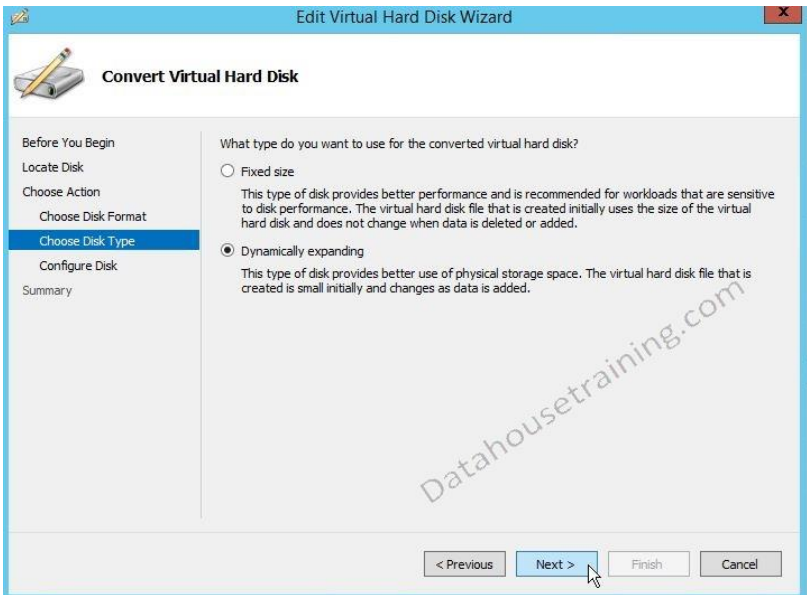 Edit Virtual Hard Disk Wizard
x
Convert Virtual Hard Disk
Before You Begin
Locate Disk
Choose Action
Choose Disk Format
Choose Disk Type
Configure Disk
Summary
What type do you want to use for the converted virtual hard disk?
Fixed size
This type of disk provides better performance and is recommended for workloads that are sensitive
to disk performance. The virtual hard disk file that is created initially uses the size of the virtual
hard disk and does not change when data is deleted or added.
Dynamically expanding
This type of disk provides better use of physical storage space. The virtual hard disk file that is
created is small initially and changes as data is added.
Datahousetraining.com
< Previous
Next >
Finish
Cancel